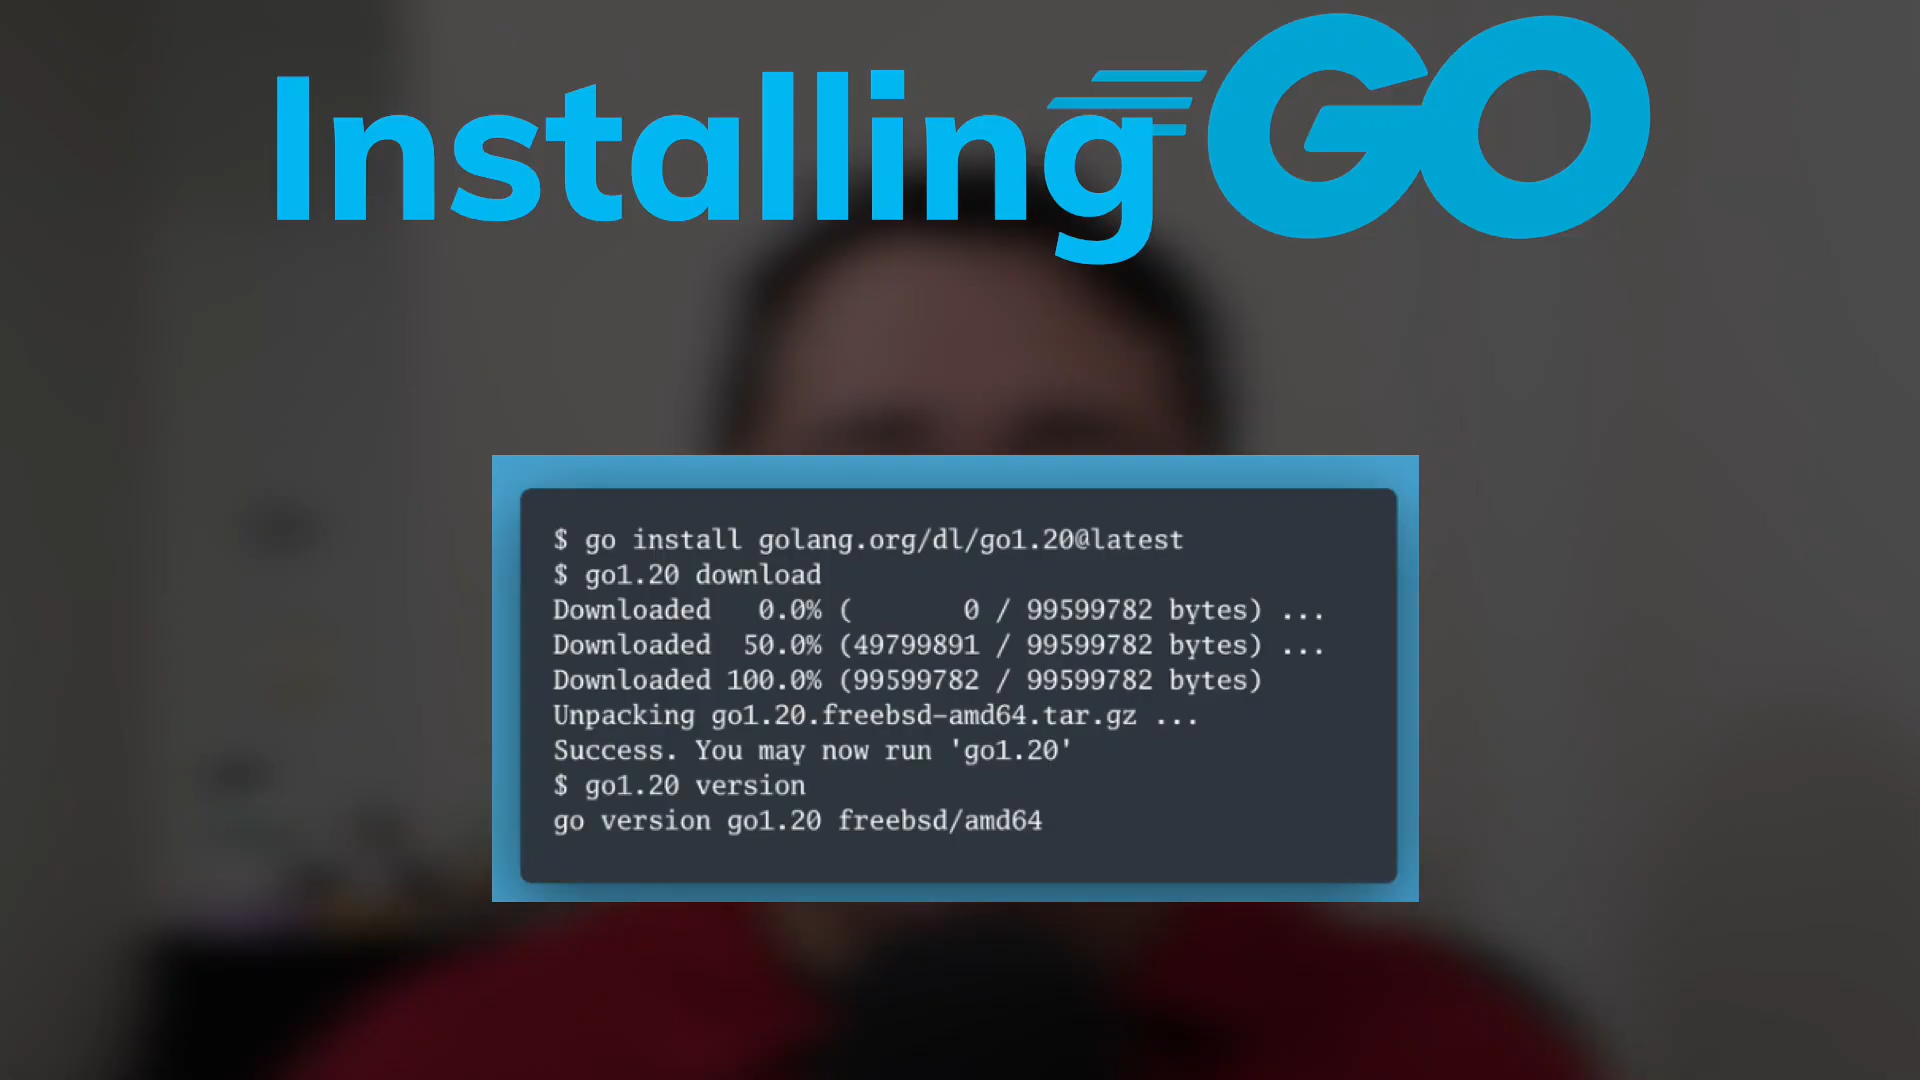 Installing GO
$ go install golang.org/dl/go1.20@latest
$ go1.20 download
Downloaded   0.0% (       0 / 99599782 bytes) ...
Downloaded  50.0% (49799891 / 99599782 bytes) ...
Downloaded 100.0% (99599782 / 99599782 bytes)
Unpacking go1.20.freebsd-amd64.tar.gz ...
Success. You may now run 'go1.20'
$ go1.20 version
go version go1.20 freebsd/amd64